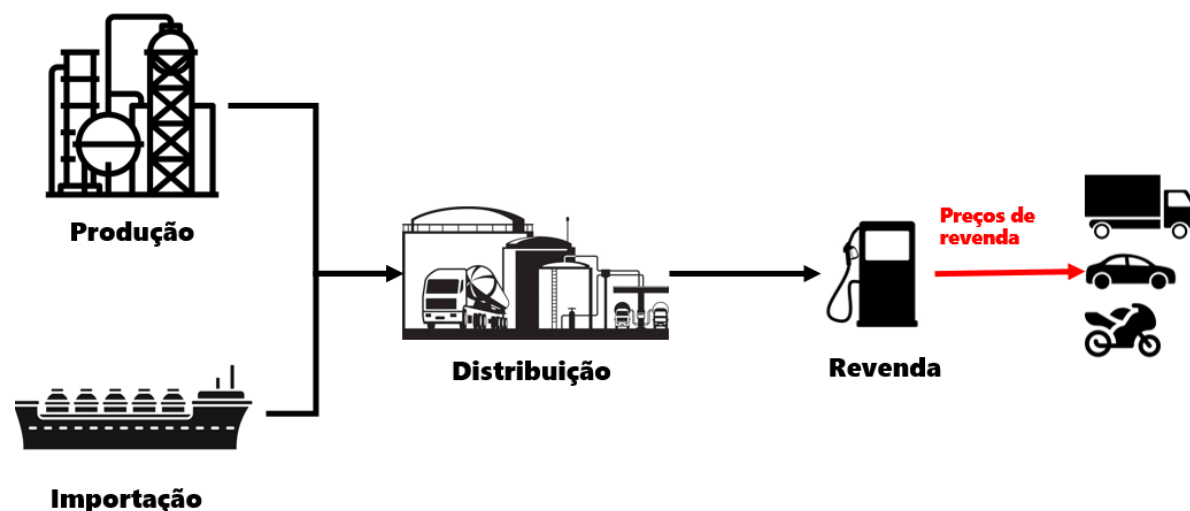 Produção
Preços de
revenda
Distribuição
Revenda
Importação